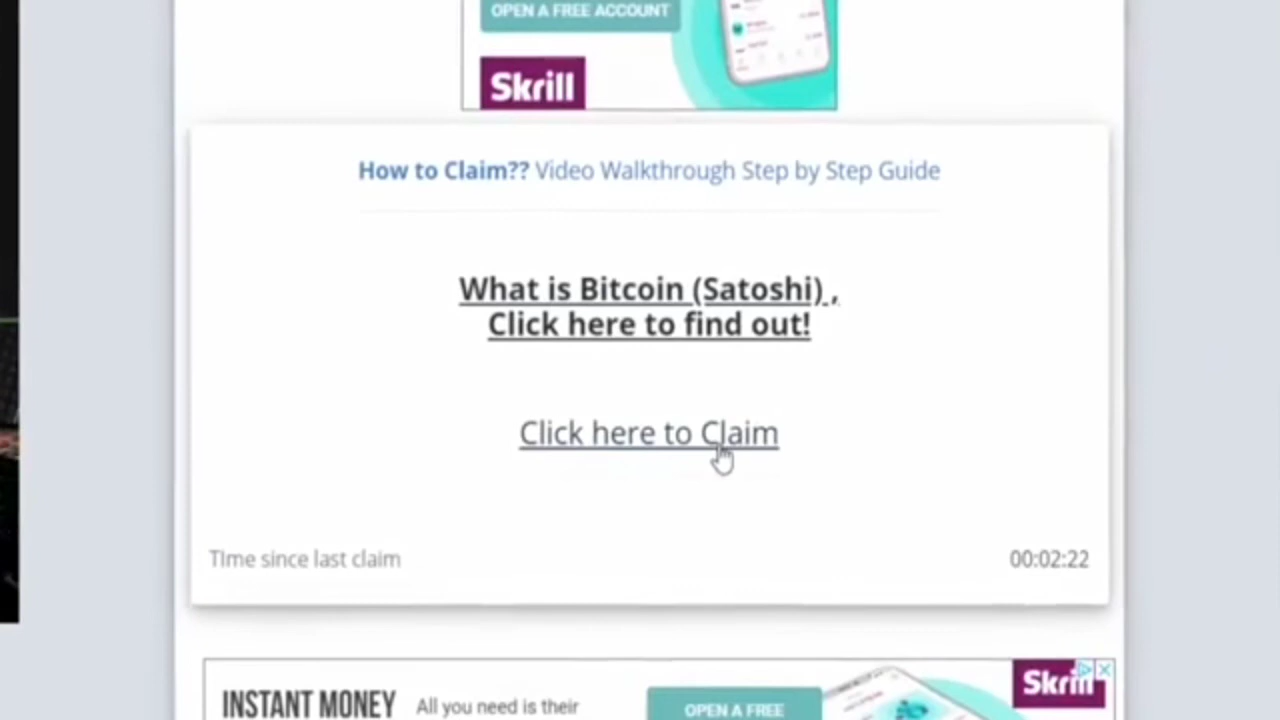 OPEN A FREE ACCOUNT
Skrill
How to Claim?? Video Walkthrough Step by Step Guide
What is Bitcoin (Satoshi) ,
Click here to find out!
Click here to Claim
TIme since last claim 00:02:22
Skrill
INSTANT MONEY All you need is their OPEN A FREE